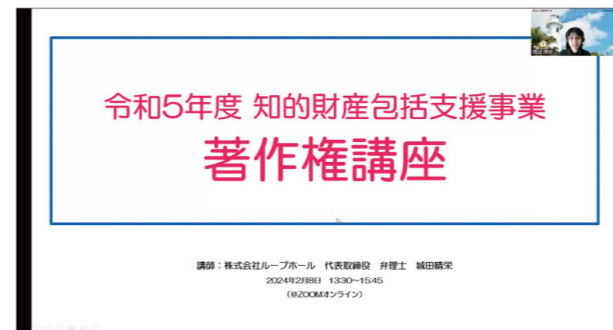 令和5年度 知的財産包括支援事業
著作権講座
講師:株式会社ループホール 代表取締役 弁理士 城田晴栄
2024年2月8日 13:30~15:45
(@ZOOMオンライン)